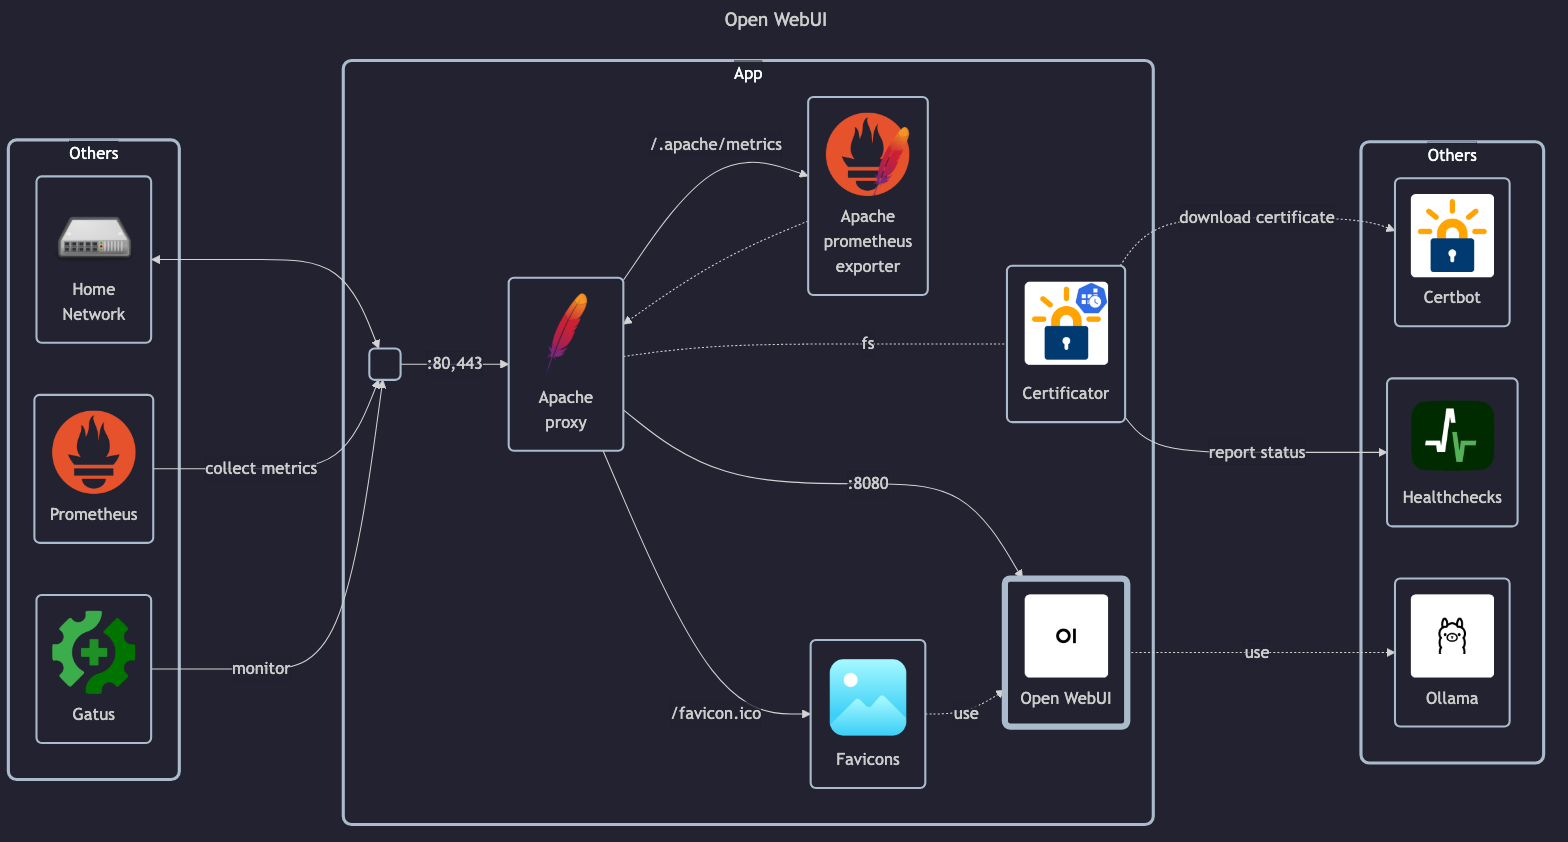 Open WebUI
App
Others
Home
Network
Prometheus
Gatus
collect metrics
monitor
:80,443
Apache
proxy
/.apache/metrics
Apache
prometheus
exporter
fs
:8080
/favicon.ico
Favicons
use
Certificator
OI
Open WebUI
download certificate
report status
use
Others
Certbot
Healthchecks
Ollama